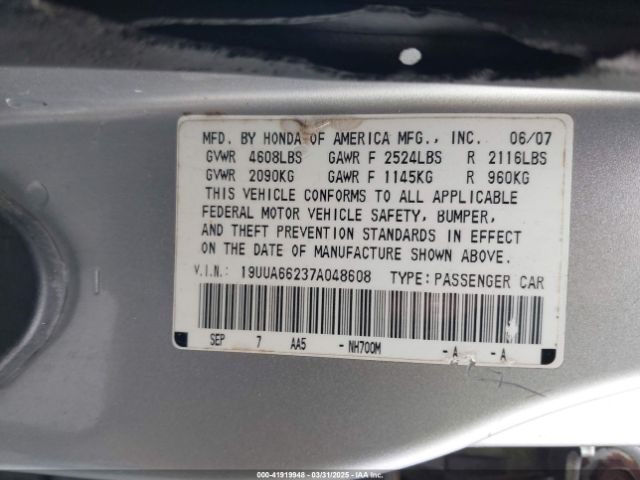 MFD. BY HONDA OF AMERICA MFG., INC. 06/07
GVWR 4608LBS GAWR F 2524LBS R 2116LBS
GVWR 2090KG GAWR F 1145KG R 960KG
THIS VEHICLE CONFORMS TO ALL APPLICABLE
FEDERAL MOTOR VEHICLE SAFETY, BUMPER,
AND THEFT PREVENTION STANDARDS IN EFFECT
ON THE DATE OF MANUFACTURE SHOWN ABOVE.
V.I.N.: 19UUA66237A048608 TYPE: PASSENGER CAR
SEP 7 AA5 - NH700M - A - A
000-41919948 - 03/31/2025 - IAA Inc.